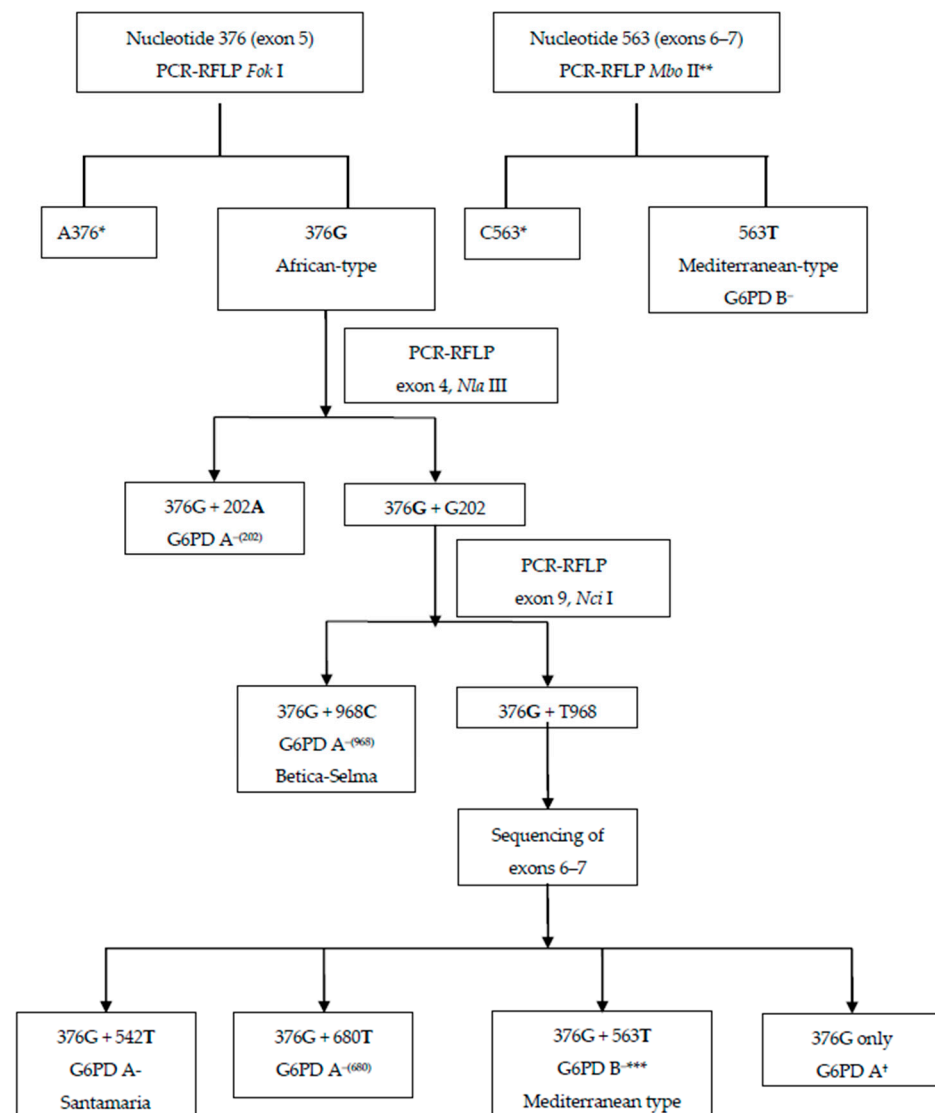 Nucleotide 376 (exon 5)
PCR-RFLP Fok I
Nucleotide 563 (exons 6–7)
PCR-RFLP Mbo II**
A376*
376G
African-type
C563*
563T
Mediterranean-type
G6PD B⁻
PCR-RFLP
exon 4, Nla III
376G + 202A
G6PD A⁻⁽²⁰²⁾
376G + G202
PCR-RFLP
exon 9, Nci I
376G + 968C
G6PD A⁻⁽⁹⁶⁸⁾
Betica-Selma
376G + T968
Sequencing of
exons 6–7
376G + 542T
G6PD A-
Santamaria
376G + 680T
G6PD A⁻⁽⁶⁸⁰⁾
376G + 563T
G6PD B⁻***
Mediterranean type
376G only
G6PD A⁺